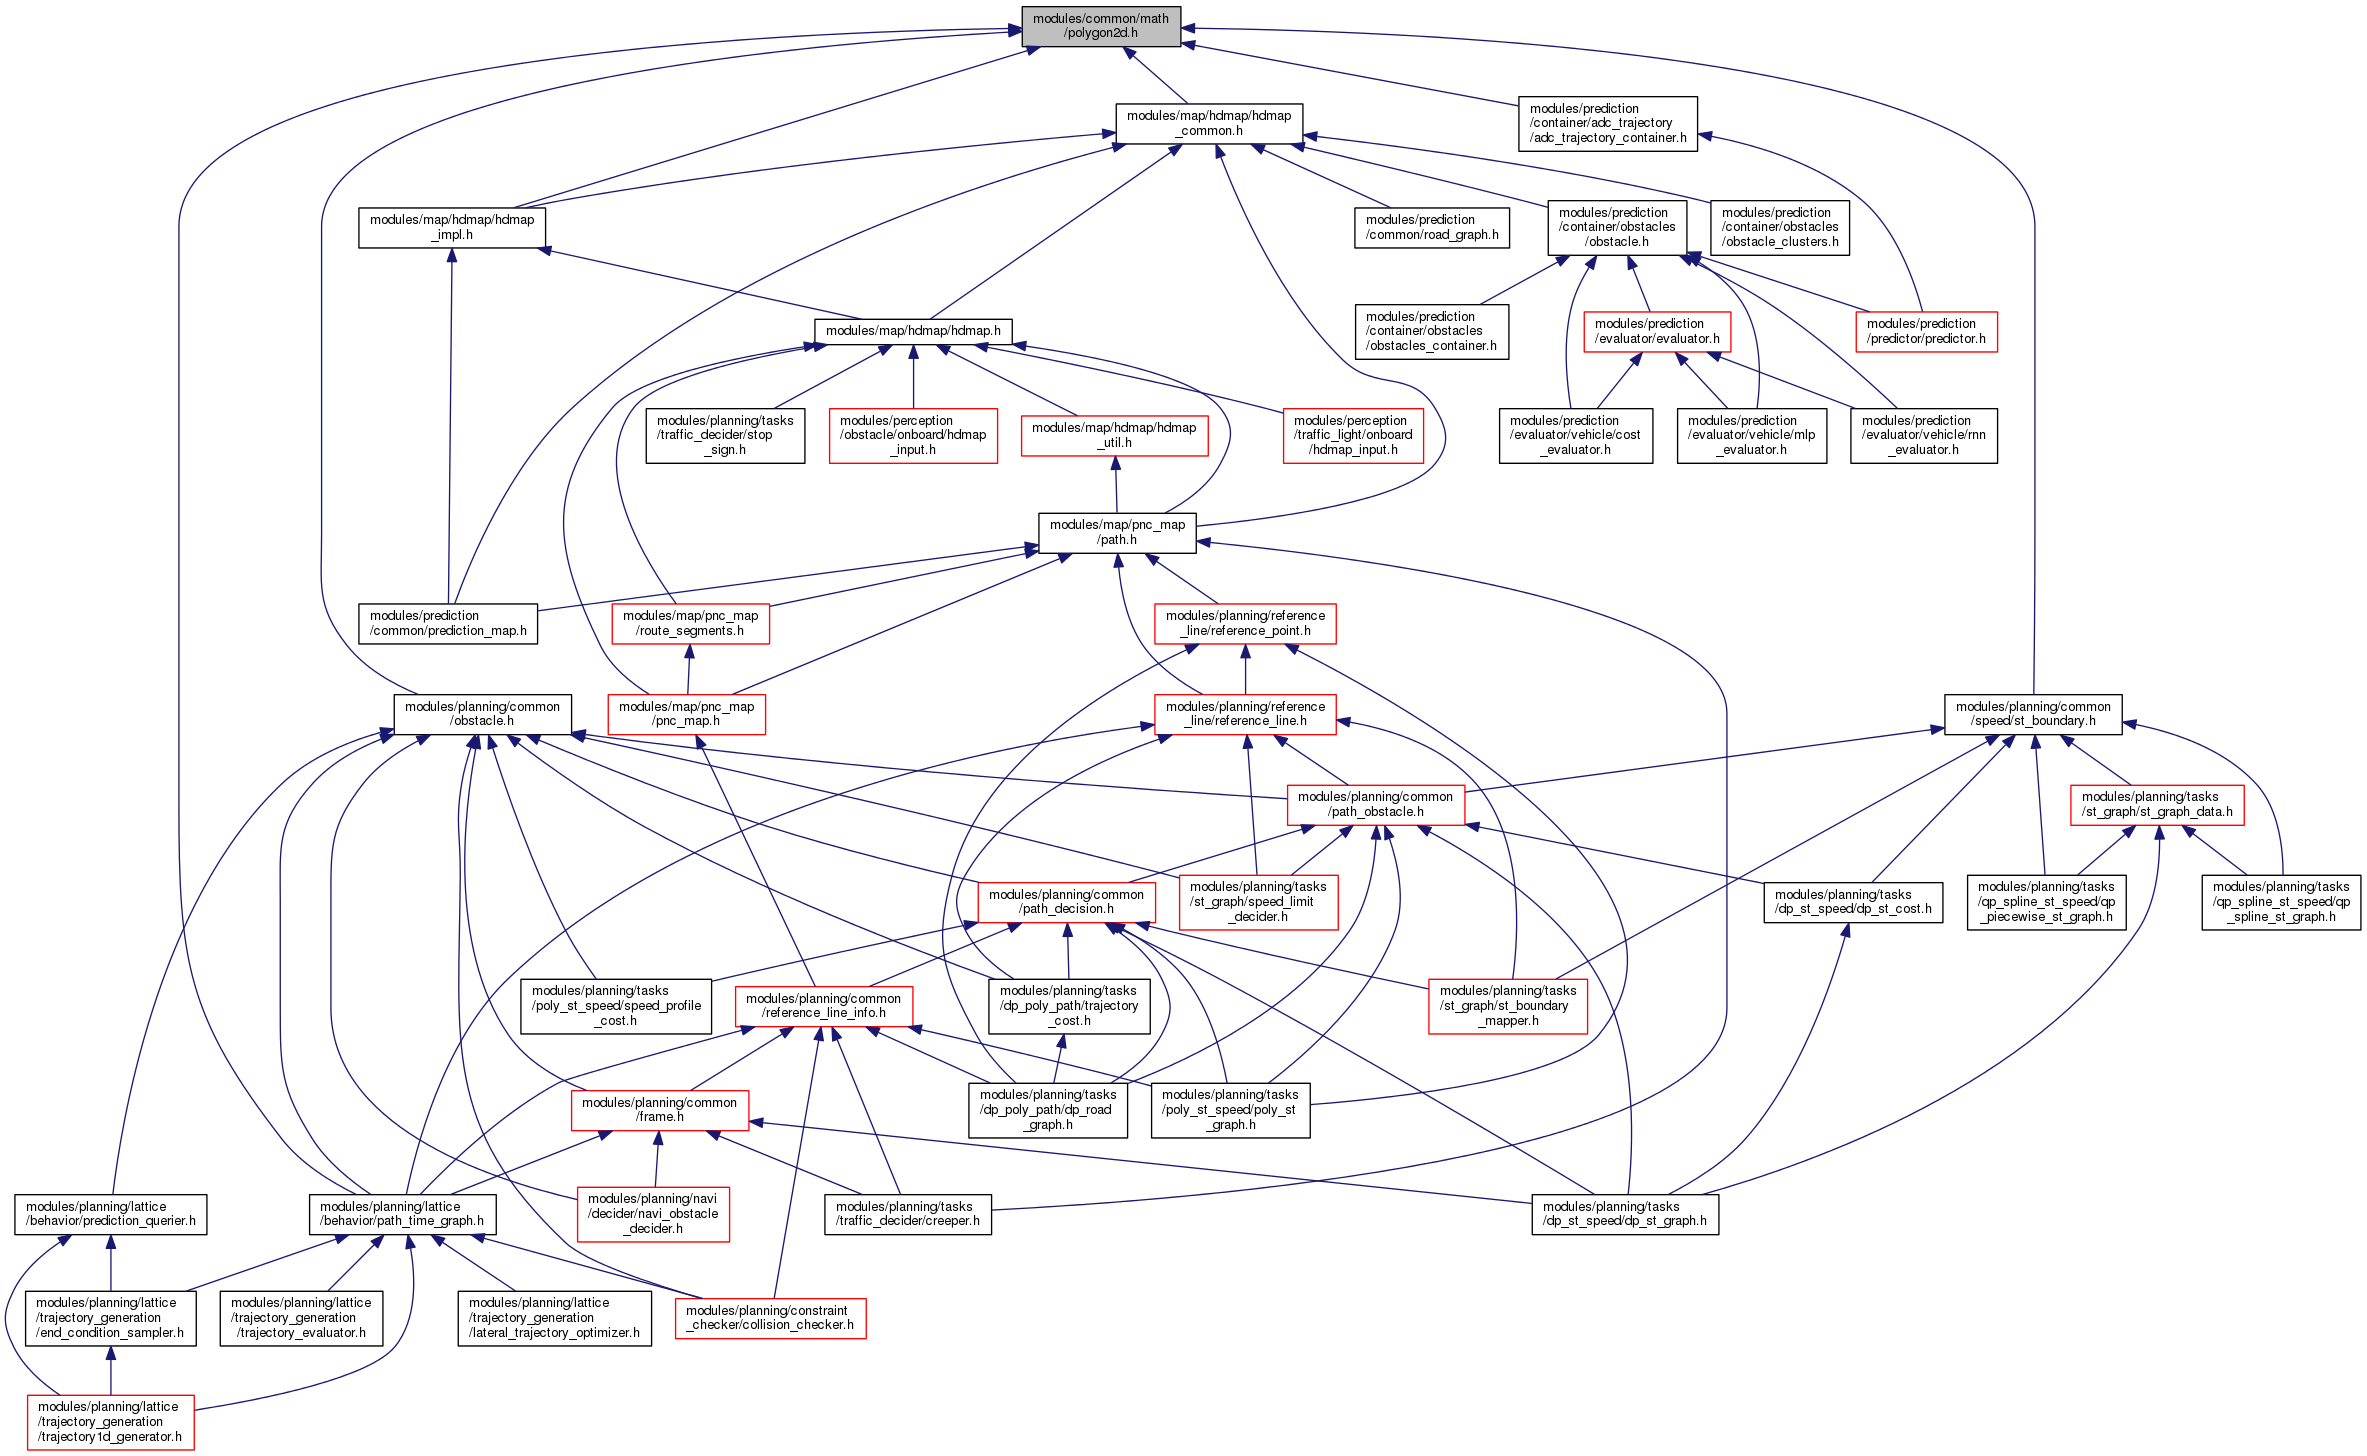 modules/common/math
/polygon2d.h
modules/map/hdmap/hdmap
_common.h
modules/prediction
/container/adc_trajectory
/adc_trajectory_container.h
modules/map/hdmap/hdmap
_impl.h
modules/prediction
/common/road_graph.h
modules/prediction
/container/obstacles
/obstacle.h
modules/prediction
/container/obstacles
/obstacle_clusters.h
modules/map/hdmap/hdmap.h
modules/prediction
/container/obstacles
/obstacles_container.h
modules/prediction
/evaluator/evaluator.h
modules/prediction
/predictor/predictor.h
modules/planning/tasks
/traffic_decider/stop
_sign.h
modules/perception
/obstacle/onboard/hdmap
_input.h
modules/map/hdmap/hdmap
_util.h
modules/perception
/traffic_light/onboard
/hdmap_input.h
modules/prediction
/evaluator/vehicle/cost
_evaluator.h
modules/prediction
/evaluator/vehicle/mlp
_evaluator.h
modules/prediction
/evaluator/vehicle/rnn
_evaluator.h
modules/map/pnc_map
/path.h
modules/prediction
/common/prediction_map.h
modules/map/pnc_map
/route_segments.h
modules/planning/reference
_line/reference_point.h
modules/planning/common
/obstacle.h
modules/map/pnc_map
/pnc_map.h
modules/planning/reference
_line/reference_line.h
modules/planning/common
/speed/st_boundary.h
modules/planning/common
/path_obstacle.h
modules/planning/tasks
/st_graph/st_graph_data.h
modules/planning/common
/path_decision.h
modules/planning/tasks
/st_graph/speed_limit
_decider.h
modules/planning/tasks
/dp_st_speed/dp_st_cost.h
modules/planning/tasks
/qp_spline_st_speed/qp
_piecewise_st_graph.h
modules/planning/tasks
/qp_spline_st_speed/qp
_spline_st_graph.h
modules/planning/tasks
/poly_st_speed/speed_profile
_cost.h
modules/planning/common
/reference_line_info.h
modules/planning/tasks
/dp_poly_path/trajectory
_cost.h
modules/planning/tasks
/st_graph/st_boundary
_mapper.h
modules/planning/common
/frame.h
modules/planning/tasks
/dp_poly_path/dp_road
_graph.h
modules/planning/tasks
/poly_st_speed/poly_st
_graph.h
modules/planning/lattice
/behavior/prediction_querier.h
modules/planning/lattice
/behavior/path_time_graph.h
modules/planning/navi
/decider/navi_obstacle
_decider.h
modules/planning/tasks
/traffic_decider/creeper.h
modules/planning/tasks
/dp_st_speed/dp_st_graph.h
modules/planning/lattice
/trajectory_generation
/end_condition_sampler.h
modules/planning/lattice
/trajectory_generation
/trajectory_evaluator.h
modules/planning/lattice
/trajectory_generation
/lateral_trajectory_optimizer.h
modules/planning/constraint
_checker/collision_checker.h
modules/planning/lattice
/trajectory_generation
/trajectory1d_generator.h